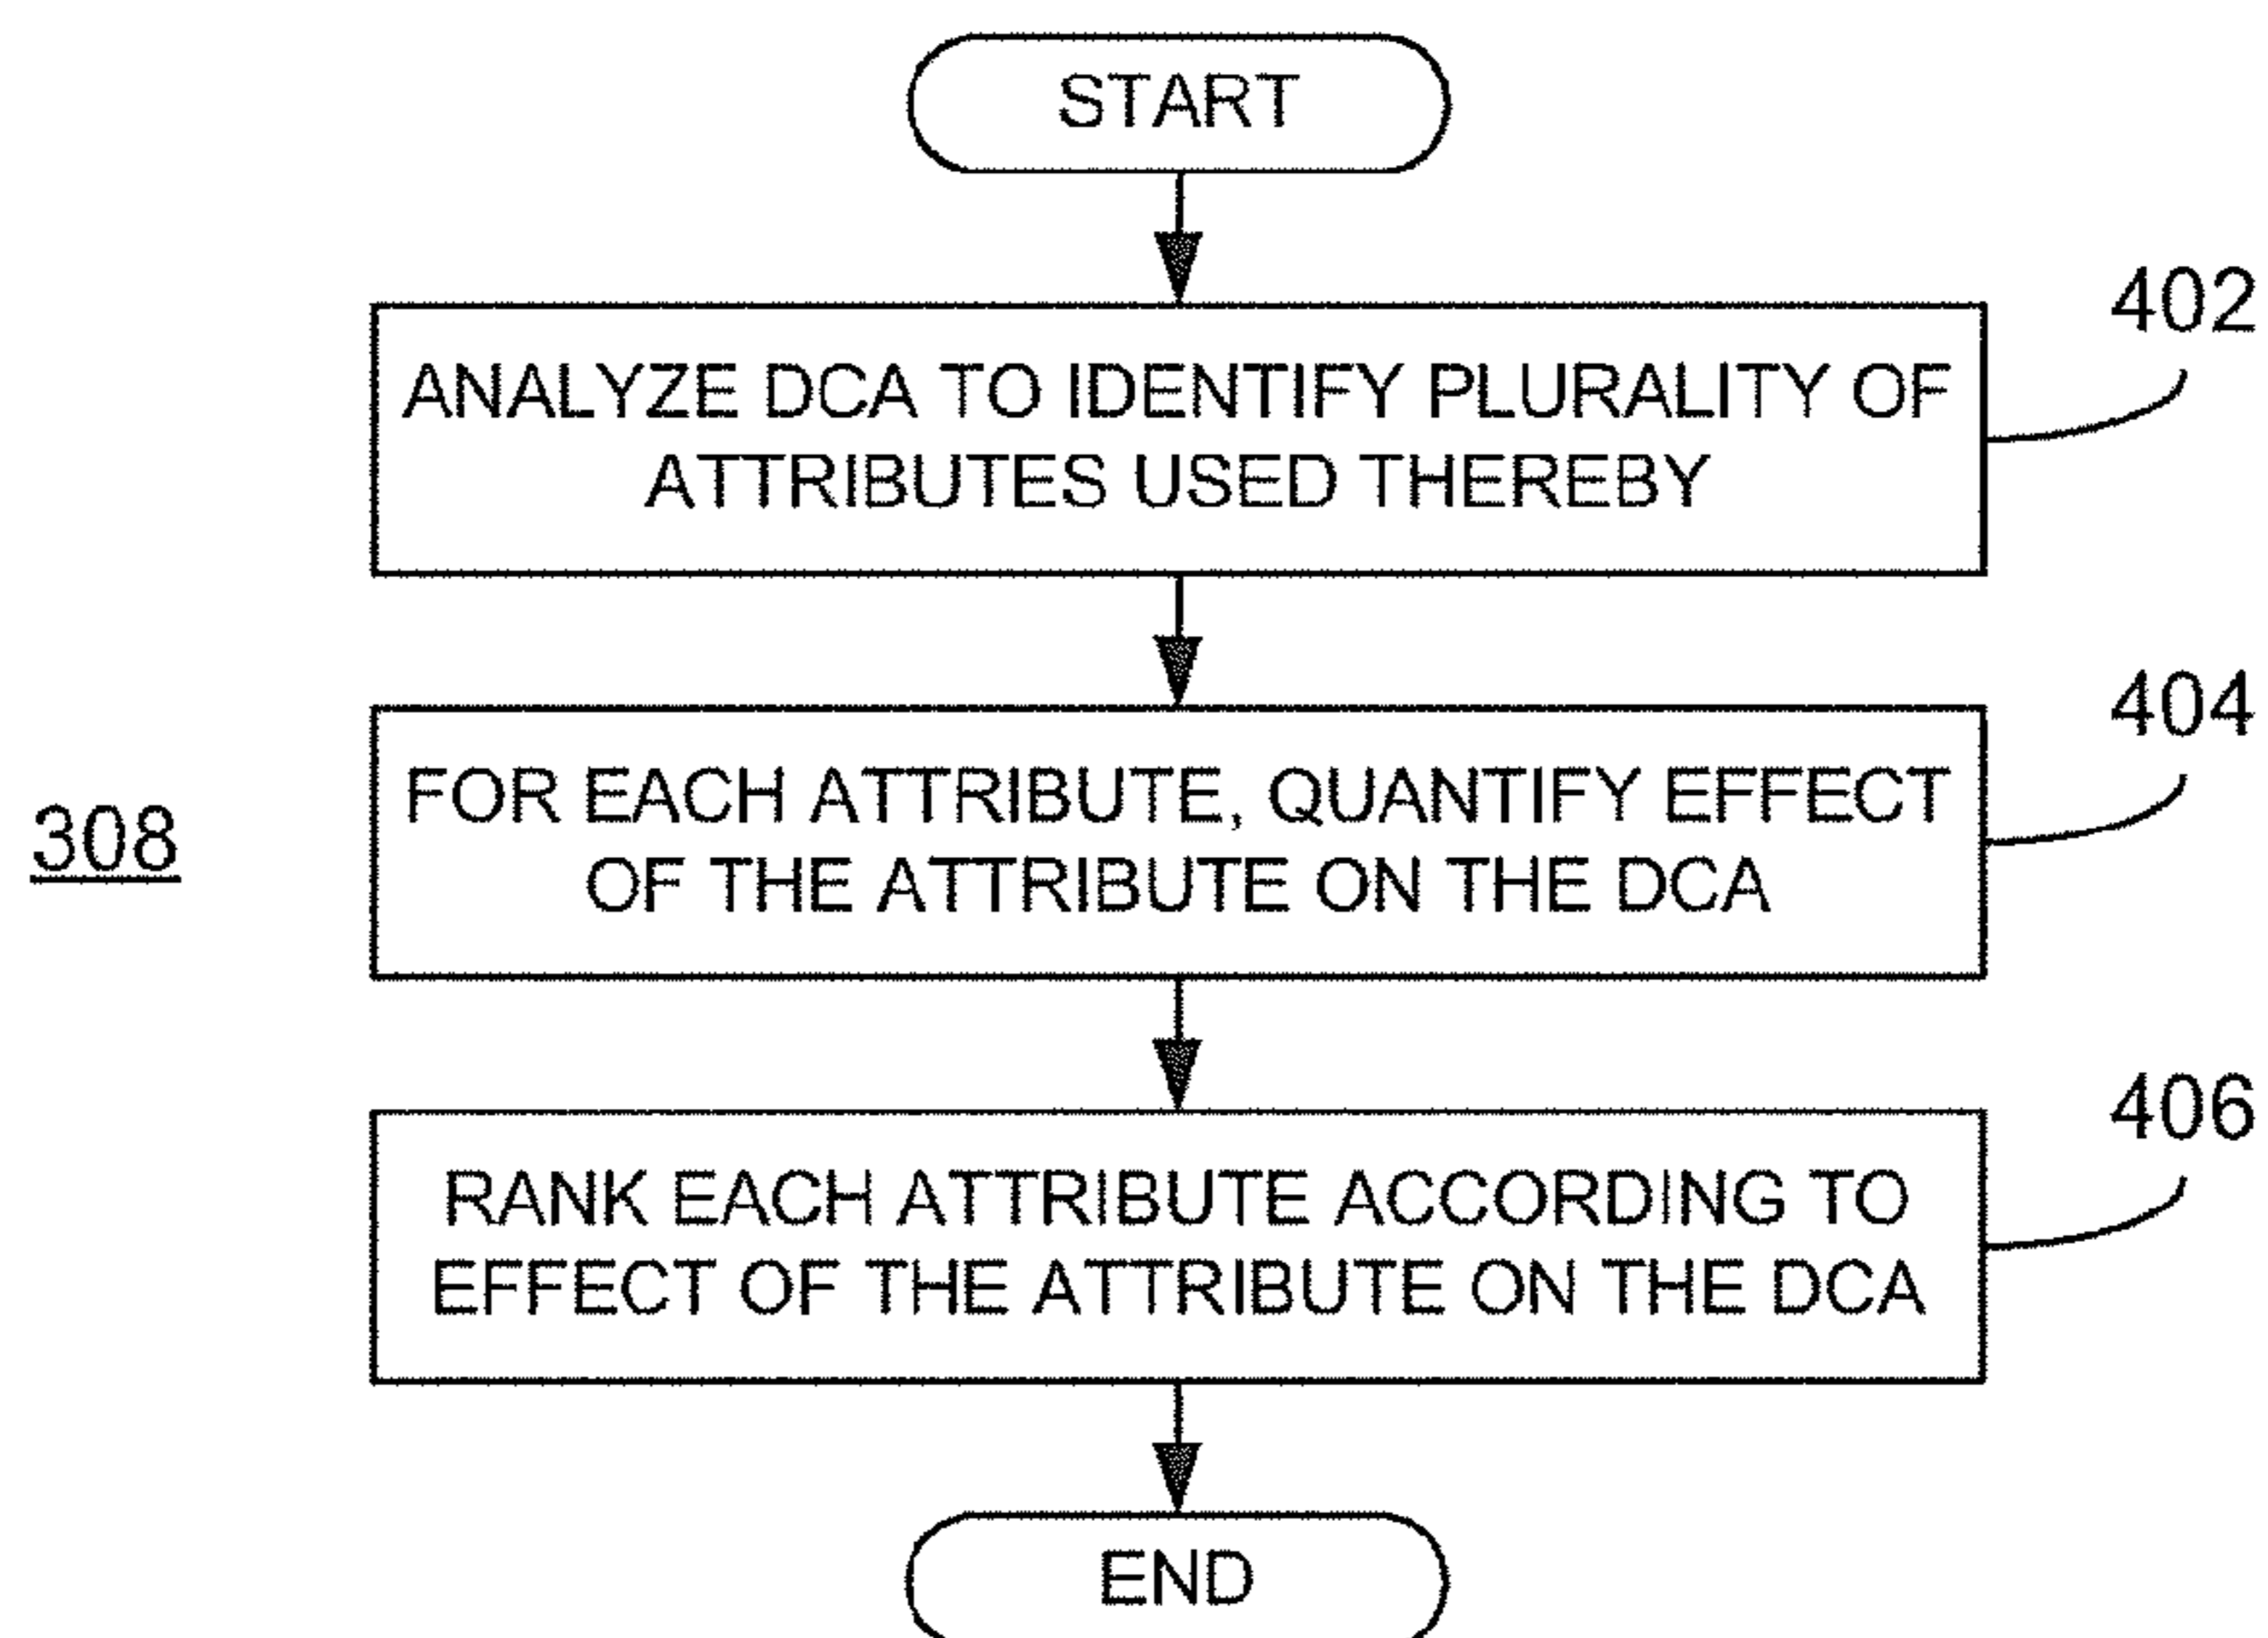 START
402
ANALYZE DCA TO IDENTIFY PLURALITY OF
ATTRIBUTES USED THEREBY
404
FOR EACH ATTRIBUTE, QUANTIFY EFFECT
OF THE ATTRIBUTE ON THE DCA
308
406
RANK EACH ATTRIBUTE ACCORDING TO
EFFECT OF THE ATTRIBUTE ON THE DCA
END